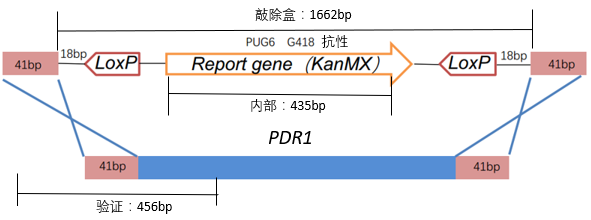 敲除盒：1662bp
PUG6 G418 抗性
41bp 18bp LoxP Report gene（KanMX） LoxP 18bp 41bp
内部：435bp
PDR1
41bp 41bp
验证：456bp